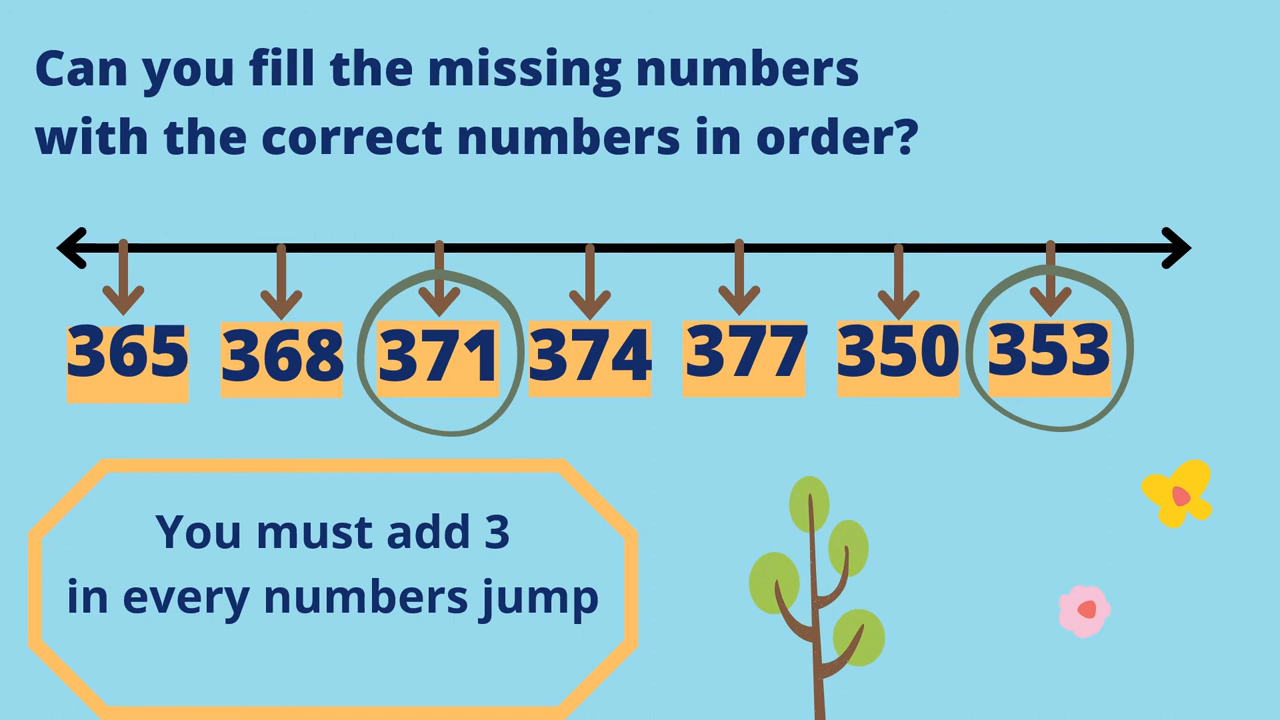 Can you fill the missing numbers
with the correct numbers in order?
365 368 371 374 377 350 353
You must add 3
in every numbers jump